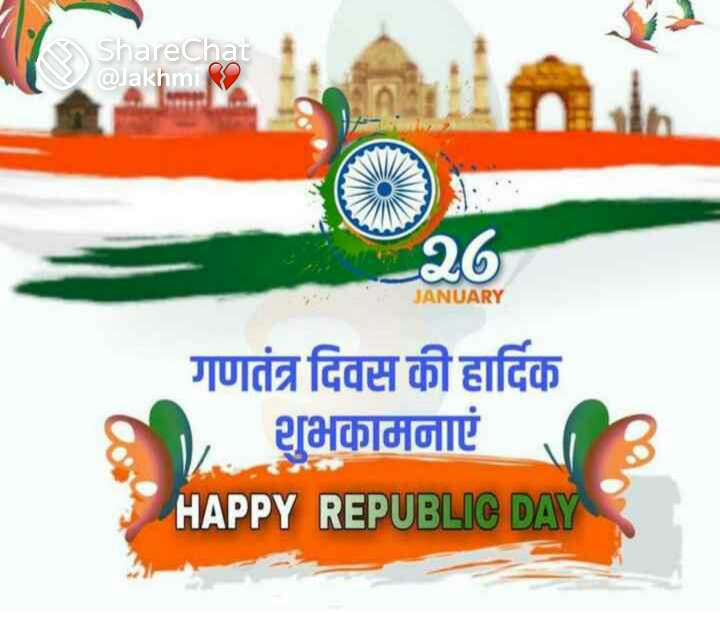 ShareChat
@Jakhmi 💔
26
JANUARY
गणतंत्र दिवस की हार्दिक
शुभकामनाएं
HAPPY REPUBLIC DAY